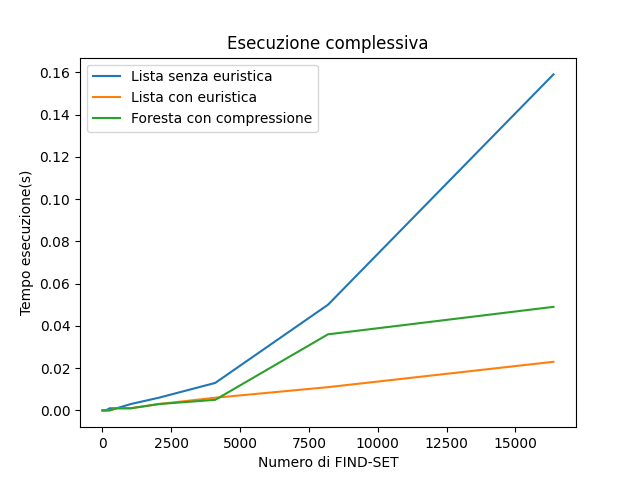 Esecuzione complessiva
Lista senza euristica
Lista con euristica
Foresta con compressione
Tempo esecuzione(s)
0.16
0.14
0.12
0.10
0.08
0.06
0.04
0.02
0.00
0 2500 5000 7500 10000 12500 15000
Numero di FIND-SET